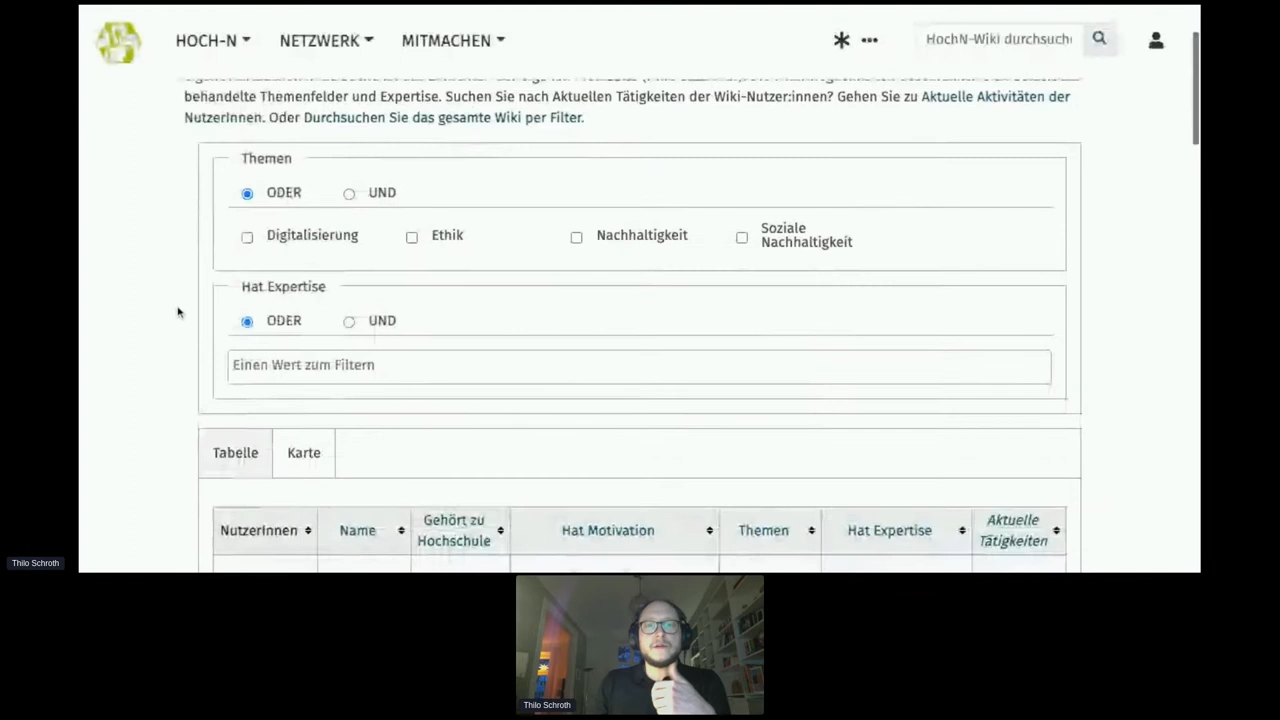 HOCH-N
NETZWERK
MITMACHEN
HochN-Wiki durchsuch
behandelte Themenfelder und Expertise. Suchen Sie nach Aktuellen Tätigkeiten der Wiki-Nutzer:innen? Gehen Sie zu Aktuelle Aktivitäten der
NutzerInnen. Oder Durchsuchen Sie das gesamte Wiki per Filter.
Themen
ODER UND
Digitalisierung Ethik Nachhaltigkeit Soziale
Nachhaltigkeit
Hat Expertise
ODER UND
Einen Wert zum Filtern
Tabelle Karte
NutzerInnen Name Gehört zu
Hochschule Hat Motivation Themen Hat Expertise Aktuelle
Tätigkeiten
Thilo Schroth
Thilo Schroth